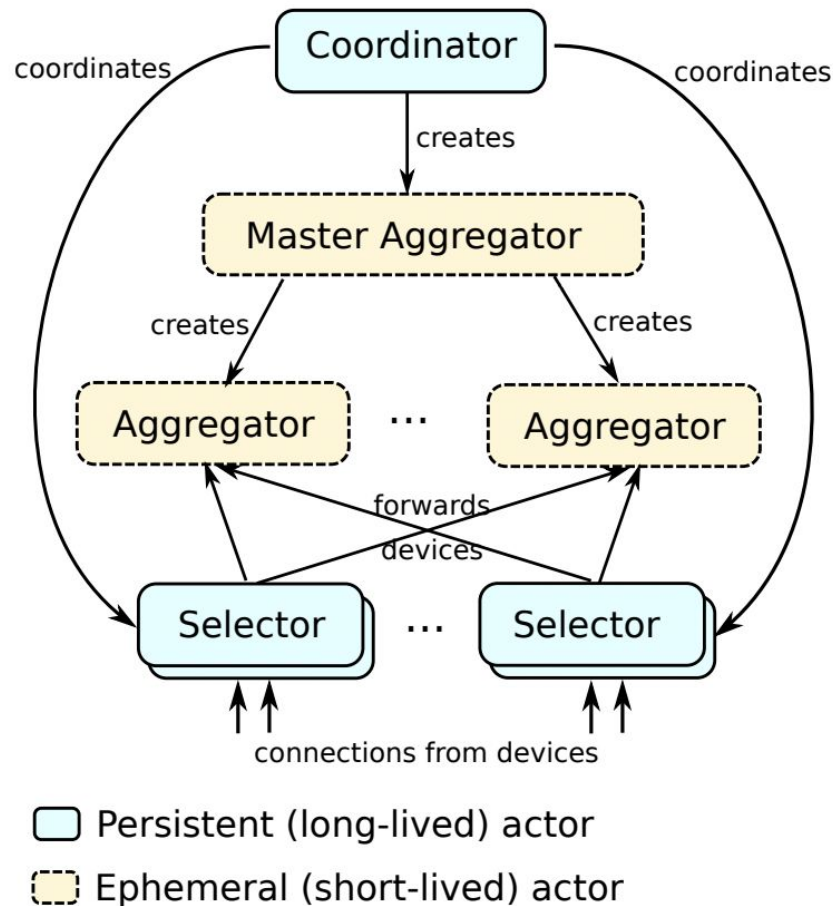 Coordinator
coordinates
coordinates
creates
Master Aggregator
creates
creates
Aggregator
...
Aggregator
forwards
devices
Selector
...
Selector
connections from devices
Persistent (long-lived) actor
Ephemeral (short-lived) actor